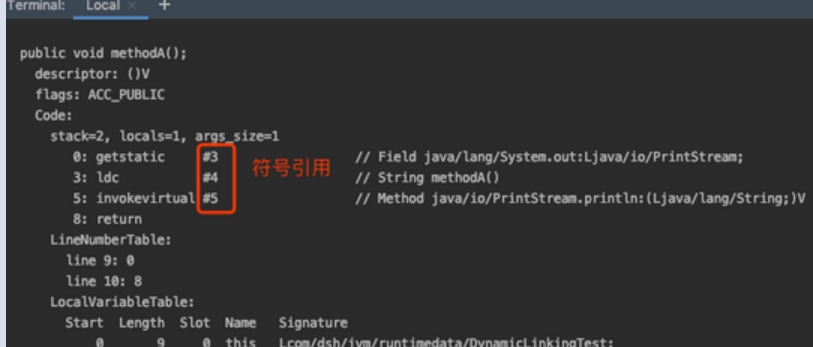 Terminal: Local × +
public void methodA();
descriptor: ()V
flags: ACC_PUBLIC
Code:
stack=2, locals=1, args_size=1
0: getstatic #3 // Field java/lang/System.out:Ljava/io/PrintStream;
3: ldc #4 // String methodA()
5: invokevirtual #5 // Method java/io/PrintStream.println:(Ljava/lang/String;)V
符号引用
8: return
LineNumberTable:
line 9: 0
line 10: 8
LocalVariableTable:
Start Length Slot Name Signature
0 9 0 this Lcom/dsh/jvm/runtimedata/DynamicLinkingTest;